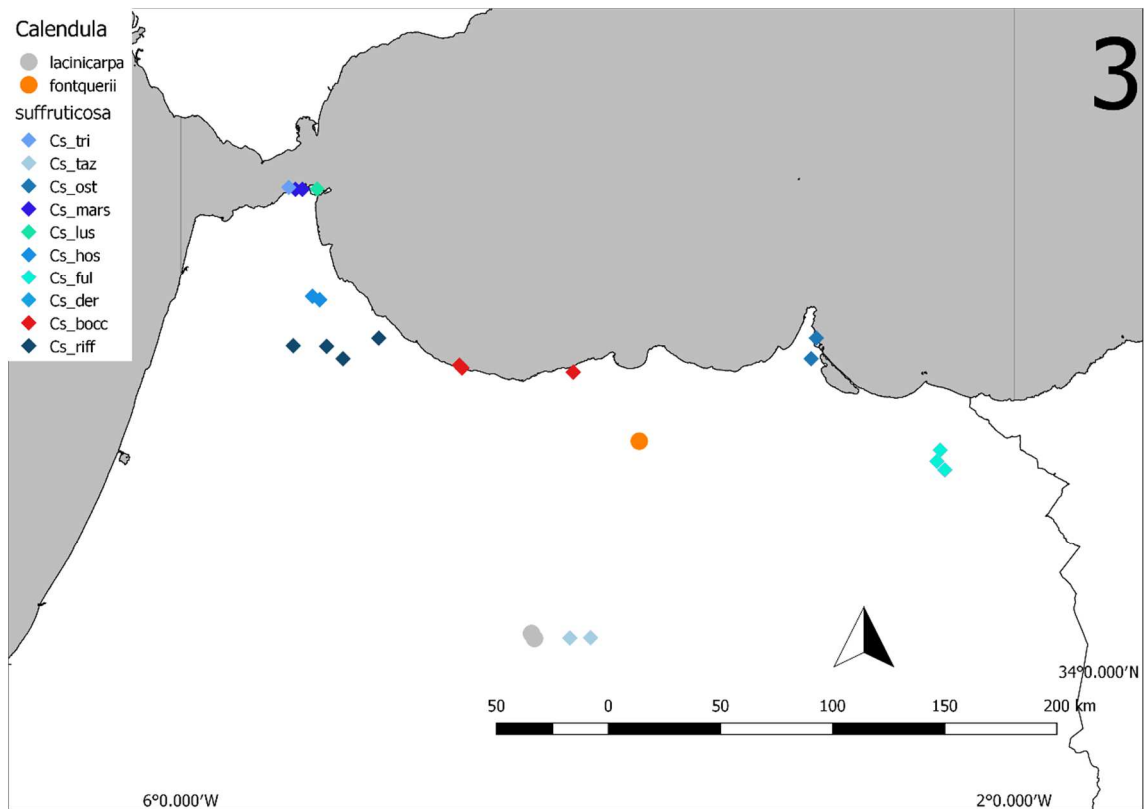 Calendula
lacinicarpa
fontquerii
suffruticosa
Cs_tri
Cs_taz
Cs_ost
Cs_mars
Cs_lus
Cs_hos
Cs_ful
Cs_der
Cs_bocc
Cs_riff
3
34°0.000'N
50 0 50 100 150 200 km
6°0.000'W 2°0.000'W